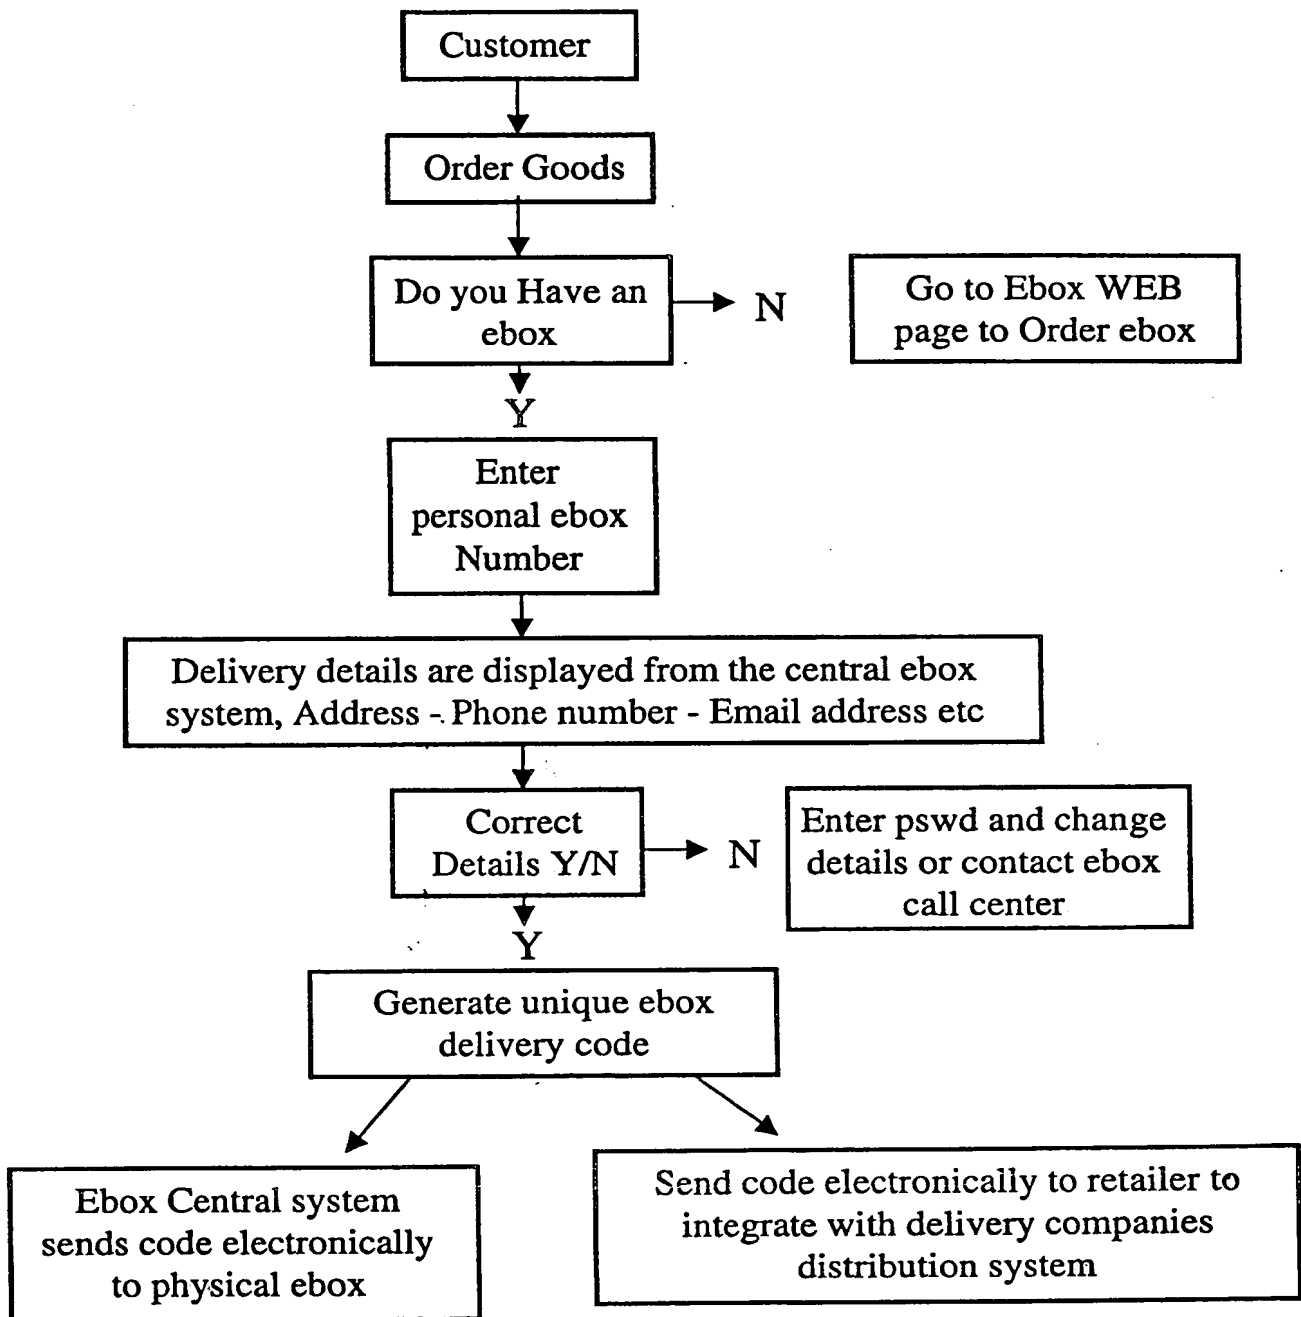 Customer
Order Goods
Do you Have an
ebox
N
Go to Ebox WEB
page to Order ebox
Y
Enter
personal ebox
Number
Delivery details are displayed from the central ebox
system, Address - Phone number - Email address etc
Correct
Details Y/N
N
Enter pswd and change
details or contact ebox
call center
Y
Generate unique ebox
delivery code
Ebox Central system
sends code electronically
to physical ebox
Send code electronically to retailer to
integrate with delivery companies
distribution system